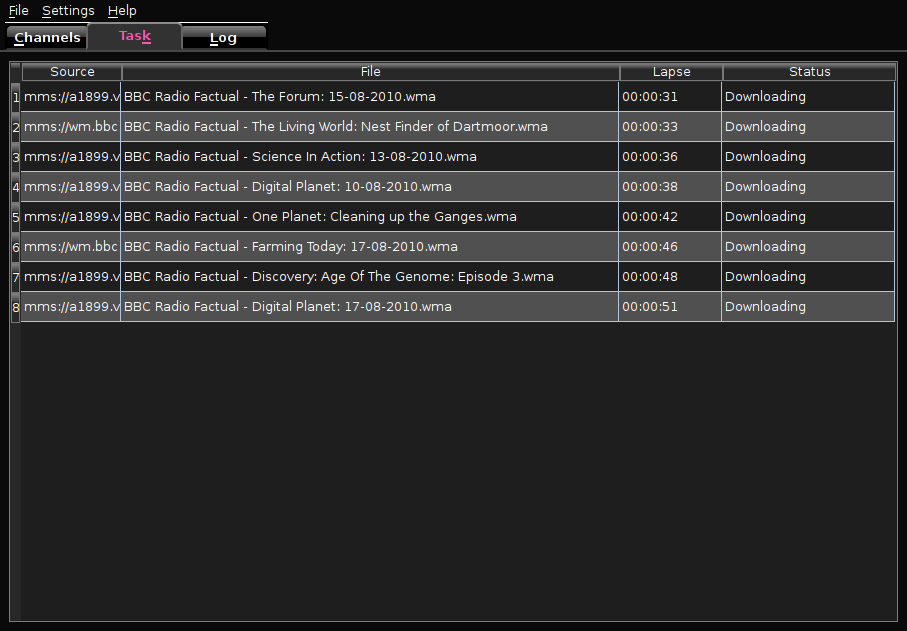 File Settings Help
Channels Task Log
Source File Lapse Status
1 mms://a1899.v BBC Radio Factual - The Forum: 15-08-2010.wma 00:00:31 Downloading
2 mms://wm.bbc BBC Radio Factual - The Living World: Nest Finder of Dartmoor.wma 00:00:33 Downloading
3 mms://a1899.v BBC Radio Factual - Science In Action: 13-08-2010.wma 00:00:36 Downloading
4 mms://a1899.v BBC Radio Factual - Digital Planet: 10-08-2010.wma 00:00:38 Downloading
5 mms://a1899.v BBC Radio Factual - One Planet: Cleaning up the Ganges.wma 00:00:42 Downloading
6 mms://wm.bbc BBC Radio Factual - Farming Today: 17-08-2010.wma 00:00:46 Downloading
7 mms://a1899.v BBC Radio Factual - Discovery: Age Of The Genome: Episode 3.wma 00:00:48 Downloading
8 mms://a1899.v BBC Radio Factual - Digital Planet: 17-08-2010.wma 00:00:51 Downloading